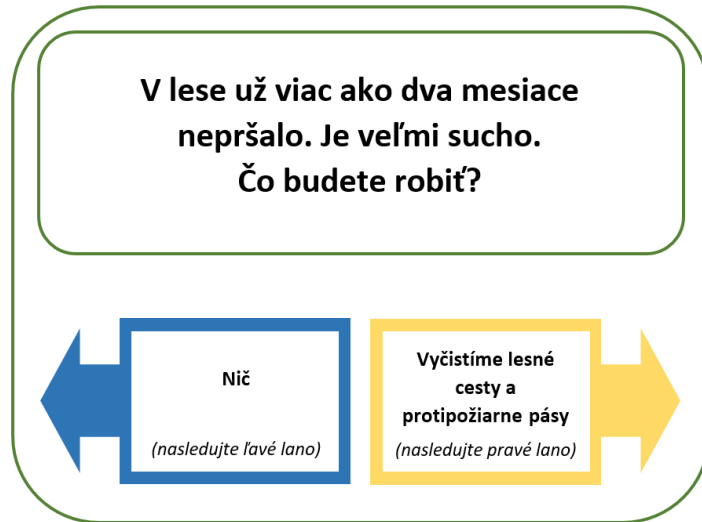 V lese už viac ako dva mesiace
nepršalo. Je veľmi sucho.
Čo budete robiť?
Nič
(nasledujte ľavé lano)
Vyčistíme lesné
cesty a
protipožiarne pásy
(nasledujte pravé lano)